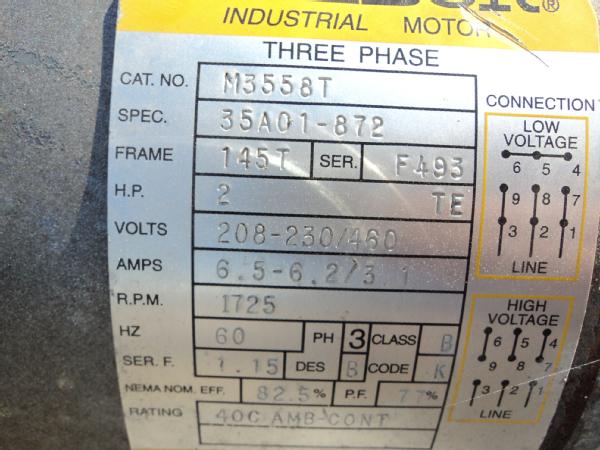 ®
INDUSTRIAL MOTOR
THREE PHASE
CAT. NO. M3558T
SPEC. 35A01-872
FRAME 145T SER. F493
H.P. 2 TE
VOLTS 208-230/460
AMPS 6.5-6.2/3.1
R.P.M. 1725
HZ 60 PH 3 CLASS B
SER. F. 1.15 DES B CODE K
NEMA NOM. EFF. 82.5% P.F. 77%
RATING 40C AMB-CONT
CONNECTION
LOW
VOLTAGE
6 5 4
9 8 7
3 2 1
LINE
HIGH
VOLTAGE
6 5 4
9 8 7
3 2 1
LINE